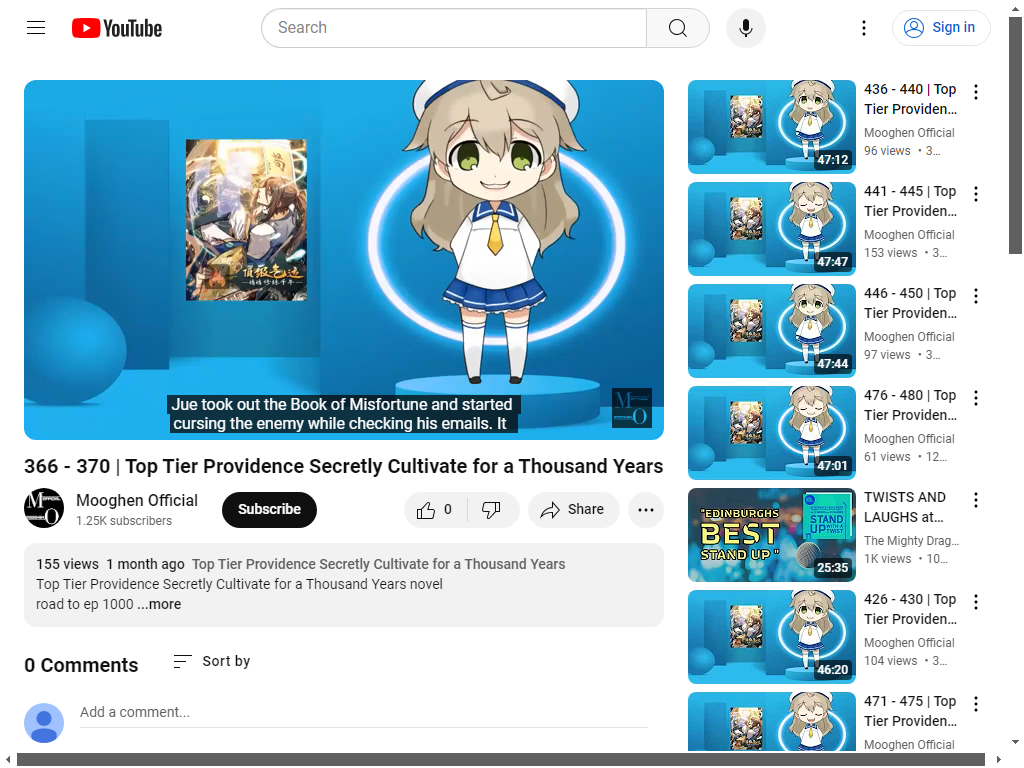 YouTube
Search
Sign in
Jue took out the Book of Misfortune and started
cursing the enemy while checking his emails. It
366 - 370 | Top Tier Providence Secretly Cultivate for a Thousand Years
Mooghen Official
1.25K subscribers
Subscribe
0
Share
155 views 1 month ago Top Tier Providence Secretly Cultivate for a Thousand Years
Top Tier Providence Secretly Cultivate for a Thousand Years novel
road to ep 1000 ...more
0 Comments
Sort by
Add a comment...
47:12
436 - 440 | Top
Tier Providen...
Mooghen Official
96 views • 3...
47:47
441 - 445 | Top
Tier Providen...
Mooghen Official
153 views • 3...
47:44
446 - 450 | Top
Tier Providen...
Mooghen Official
97 views • 3...
47:01
476 - 480 | Top
Tier Providen...
Mooghen Official
61 views • 12...
"EDINBURGHS
BEST
STAND UP "
STAND
UP WITH A
TWIST
25:35
TWISTS AND
LAUGHS at...
The Mighty Drag...
1K views • 10...
46:20
426 - 430 | Top
Tier Providen...
Mooghen Official
104 views • 3...
471 - 475 | Top
Tier Providen...
Mooghen Official